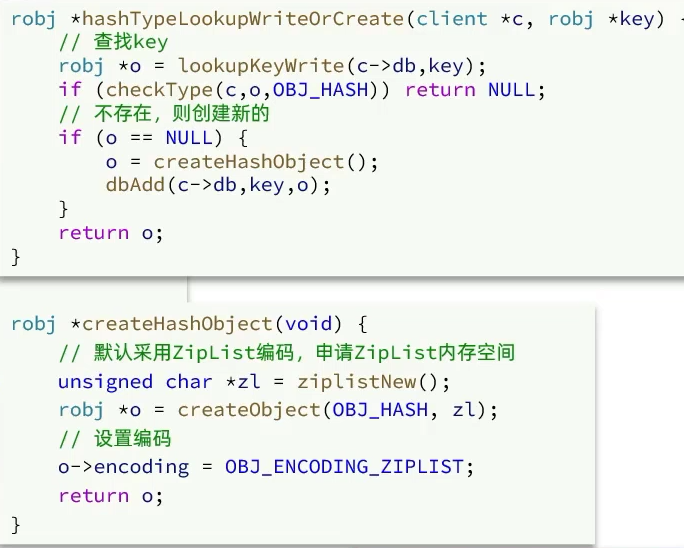 robj *hashTypeLookupWriteOrCreate(client *c, robj *key) {
// 查找key
robj *o = lookupKeyWrite(c->db,key);
if (checkType(c,o,OBJ_HASH)) return NULL;
// 不存在，则创建新的
if (o == NULL) {
o = createHashObject();
dbAdd(c->db,key,o);
}
return o;
}
robj *createHashObject(void) {
// 默认采用ZipList编码，申请ZipList内存空间
unsigned char *zl = ziplistNew();
robj *o = createObject(OBJ_HASH, zl);
// 设置编码
o->encoding = OBJ_ENCODING_ZIPLIST;
return o;
}